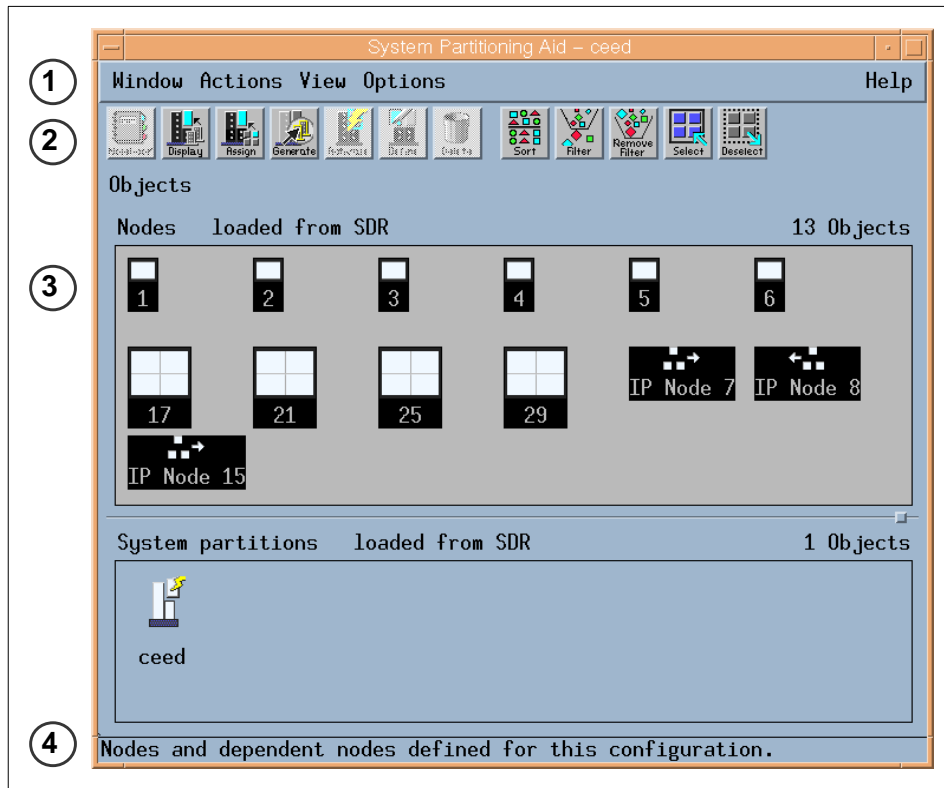 System Partitioning Aid – ceed
1
Window Actions View Options Help
2
Display Assign Generate Sort Filter Remove Filter Select Deselect
Objects
Nodes loaded from SDR 13 Objects
3
1 2 3 4 5 6
17 21 25 29 IP Node 7 IP Node 8
IP Node 15
System partitions loaded from SDR 1 Objects
ceed
4
Nodes and dependent nodes defined for this configuration.